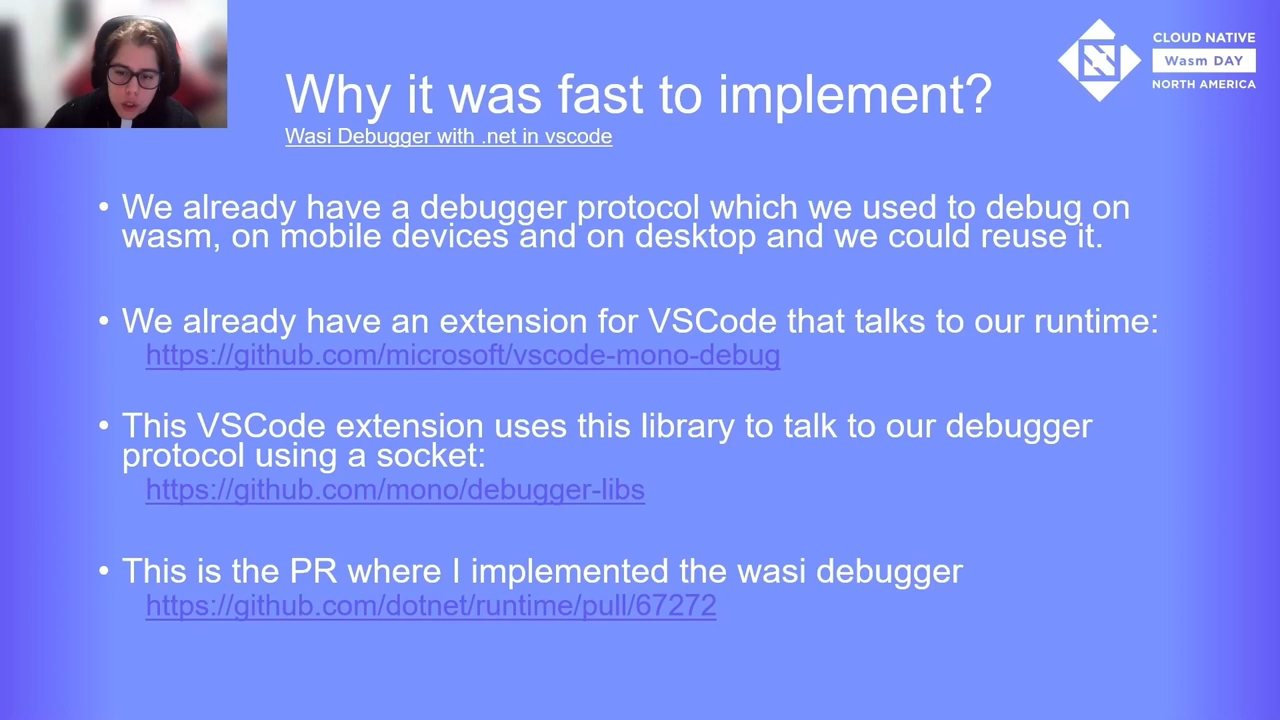 CLOUD NATIVE
Wasm DAY
NORTH AMERICA
Why it was fast to implement?
Wasi Debugger with .net in vscode
• We already have a debugger protocol which we used to debug on
wasm, on mobile devices and on desktop and we could reuse it.
• We already have an extension for VSCode that talks to our runtime:
https://github.com/microsoft/vscode-mono-debug
• This VSCode extension uses this library to talk to our debugger
protocol using a socket:
https://github.com/mono/debugger-libs
• This is the PR where I implemented the wasi debugger
https://github.com/dotnet/runtime/pull/67272